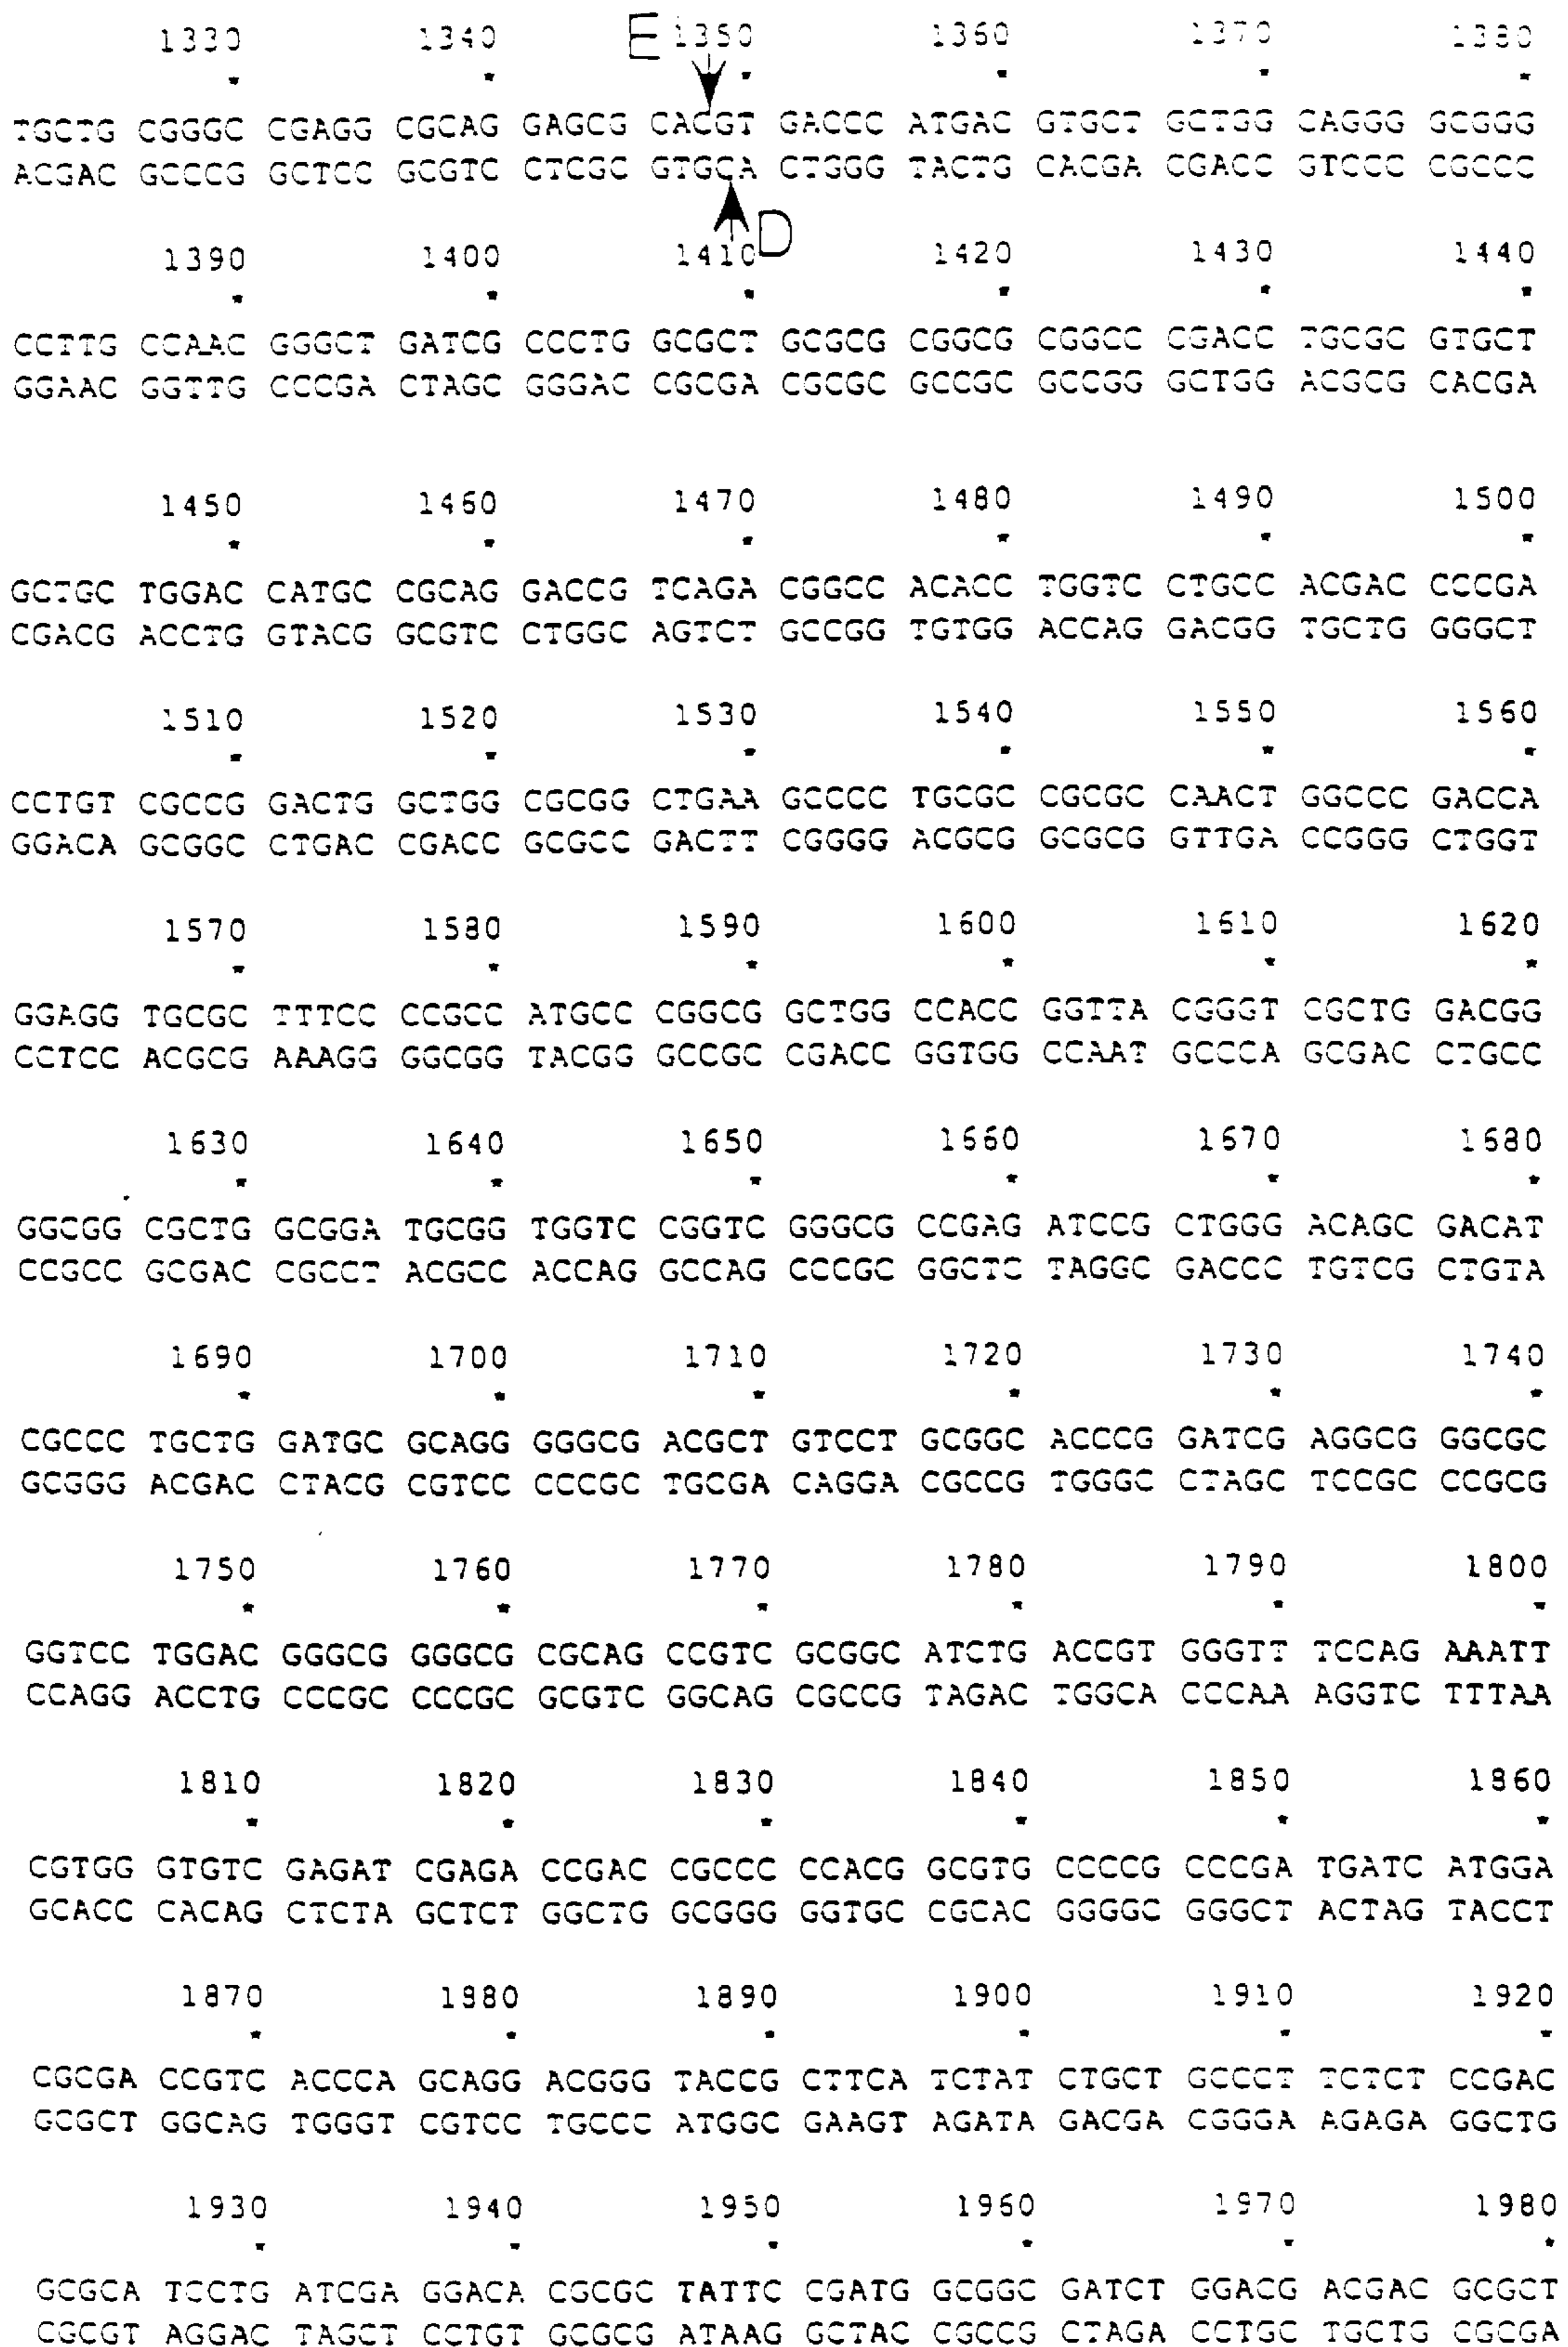 1330 1340 E 1350 1360 1370 1380
TGCTG CGGGC CGAGG CGCAG GAGCG CACGT GACCC ATGAC GTGCT GCTGG CAGGG GCGGG
ACGAC GCCCG GCTCC GCGTC CTCGC GTGCA CTGGG TACTG CACGA CGACC GTCCC CGCCC
D
1390 1400 1410 1420 1430 1440
CCTTG CCAAC GGGCT GATCG CCCTG GCGCT GCGCG CGGCG CGGCC CGACC TGCGC GTGCT
GGAAC GGTTG CCCGA CTAGC GGGAC CGCGA CGCGC GCCGC GCCGG GCTGG ACGCG CACGA
1450 1460 1470 1480 1490 1500
GCTGC TGGAC CATGC CGCAG GACCG TCAGA CGGCC ACACC TGGTC CTGCC ACGAC CCCGA
CGACG ACCTG GTACG GCGTC CTGGC AGTCT GCCGG TGTGG ACCAG GACGG TGCTG GGGCT
1510 1520 1530 1540 1550 1560
CCTGT CGCCG GACTG GCTGG CGCGG CTGAA GCCCC TGCGC CGCGC CAACT GGCCC GACCA
GGACA GCGGC CTGAC CGACC GCGCC GACTT CGGGG ACGCG GCGCG GTTGA CCGGG CTGGT
1570 1580 1590 1600 1610 1620
GGAGG TGCGC TTTCC CCGCC ATGCC CGGCG GCTGG CCACC GGTTA CGGGT CGCTG GACGG
CCTCC ACGCG AAAGG GGCGG TACGG GCCGC CGACC GGTGG CCAAT GCCCA GCGAC CTGCC
1630 1640 1650 1660 1670 1680
GGCGG CGCTG GCGGA TGCGG TGGTC CGGTC GGGCG CCGAG ATCCG CTGGG ACAGC GACAT
CCGCC GCGAC CGCCT ACGCC ACCAG GCCAG CCCGC GGCTC TAGGC GACCC TGTCG CTGTA
1690 1700 1710 1720 1730 1740
CGCCC TGCTG GATGC GCAGG GGGCG ACGCT GTCCT GCGGC ACCCG GATCG AGGCG GGCGC
GCGGG ACGAC CTACG CGTCC CCCGC TGCGA CAGGA CGCCG TGGGC CTAGC TCCGC CCGCG
1750 1760 1770 1780 1790 1800
GGTCC TGGAC GGGCG GGGCG CGCAG CCGTC GCGGC ATCTG ACCGT GGGTT TCCAG AAATT
CCAGG ACCTG CCCGC CCCGC GCGTC GGCAG CGCCG TAGAC TGGCA CCCAA AGGTC TTTAA
1810 1820 1830 1840 1850 1860
CGTGG GTGTC GAGAT CGAGA CCGAC CGCCC CCACG GCGTG CCCCG CCCGA TGATC ATGGA
GCACC CACAG CTCTA GCTCT GGCTG GCGGG GGTGC CGCAC GGGGC GGGCT ACTAG TACCT
1870 1880 1890 1900 1910 1920
CGCGA CCGTC ACCCA GCAGG ACGGG TACCG CTTCA TCTAT CTGCT GCCCT TCTCT CCGAC
GCGCT GGCAG TGGGT CGTCC TGCCC ATGGC GAAGT AGATA GACGA CGGGA AGAGA GGCTG
1930 1940 1950 1960 1970 1980
GCGCA TCCTG ATCGA GGACA CGCGC TATTC CGATG GCGGC GATCT GGACG ACGAC GCGCT
CGCGT AGGAC TAGCT CCTGT GCGCG ATAAG GCTAC CGCCG CTAGA CCTGC TGCTG CGCGA